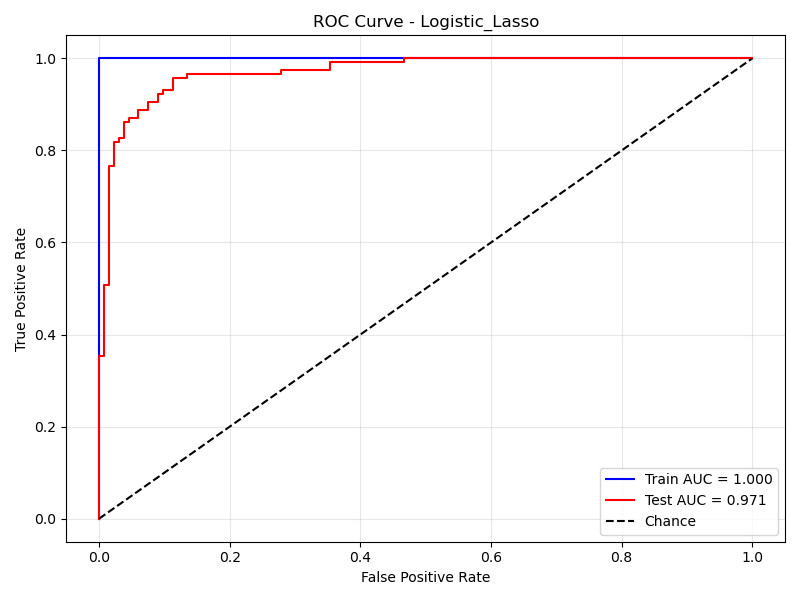 ROC Curve - Logistic_Lasso
True Positive Rate
1.0
0.8
0.6
0.4
0.2
0.0
0.0 0.2 0.4 0.6 0.8 1.0
False Positive Rate
Train AUC = 1.000
Test AUC = 0.971
Chance